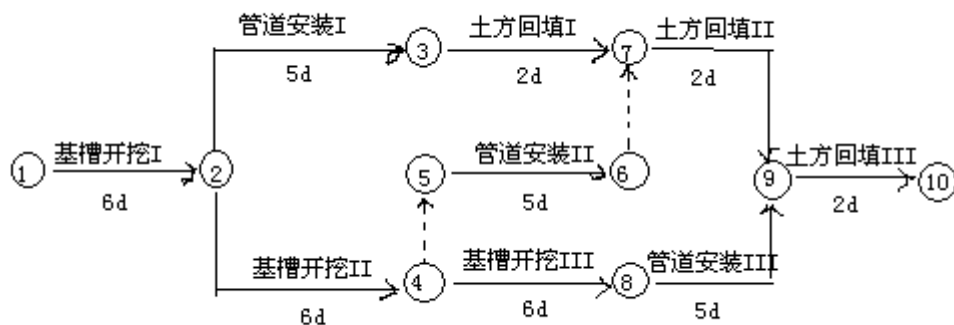 管道安装I 土方回填I 土方回填II
3 7
5d 2d 2d
基槽开挖I 管道安装II 土方回填III
1 2 5 6 9 10
6d 5d 2d
基槽开挖II 基槽开挖III 管道安装III
4 8
6d 6d 5d